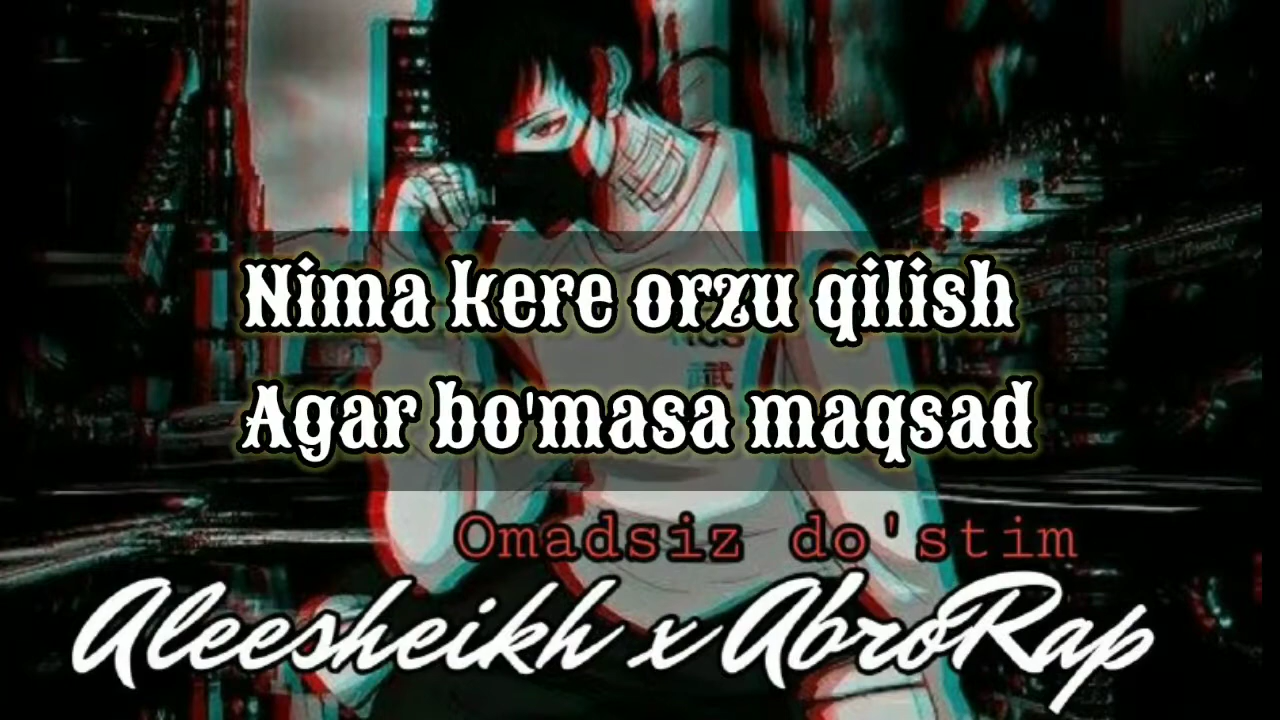 Nima kere orzu qilish
Agar bo'masa maqsad
Omadsiz do'stim
Aleesheikh x AbroRap